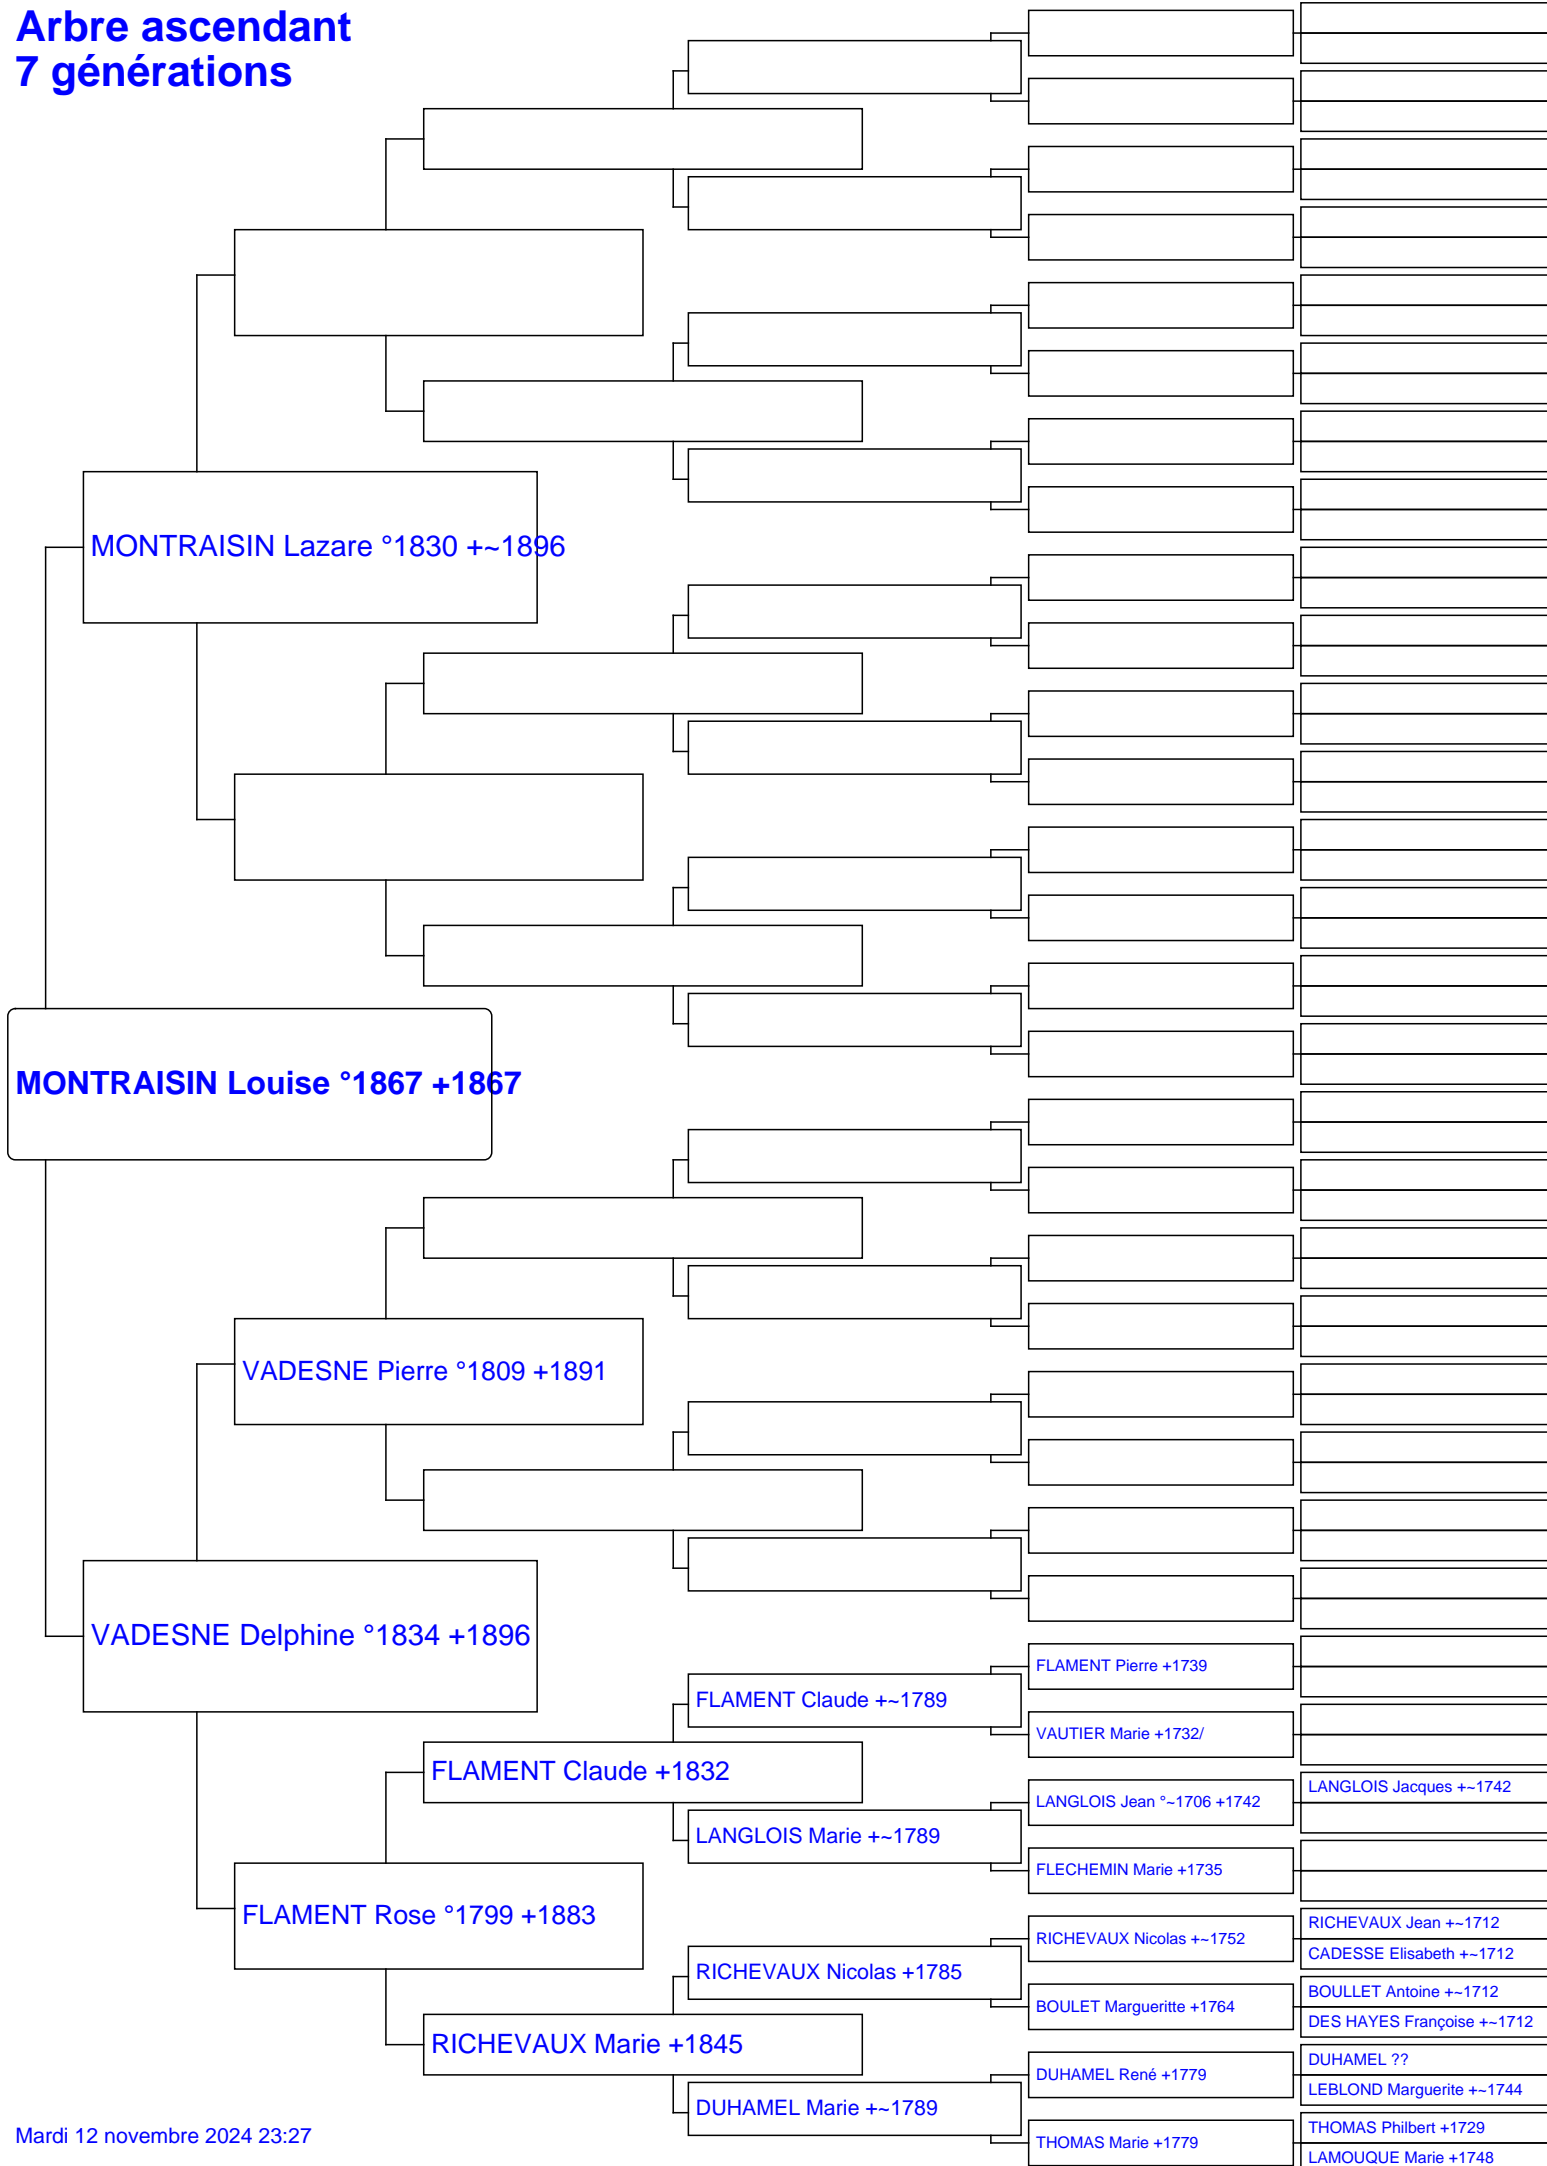 Arbre ascendant
7 générations
MONTRAISIN Lazare °1830 +~1896
MONTRAISIN Louise °1867 +1867
VADESNE Pierre °1809 +1891
VADESNE Delphine °1834 +1896
FLAMENT Pierre +1739
FLAMENT Claude +~1789
VAUTIER Marie +1732/
FLAMENT Claude +1832
LANGLOIS Jacques +~1742
LANGLOIS Jean °~1706 +1742
LANGLOIS Marie +~1789
FLECHEMIN Marie +1735
FLAMENT Rose °1799 +1883
RICHEVAUX Jean +~1712
RICHEVAUX Nicolas +~1752
CADESSE Elisabeth +~1712
RICHEVAUX Nicolas +1785
BOULLET Antoine +~1712
BOULET Margueritte +1764
DES HAYES Françoise +~1712
RICHEVAUX Marie +1845
DUHAMEL ??
DUHAMEL René +1779
LEBLOND Marguerite +~1744
DUHAMEL Marie +~1789
THOMAS Philbert +1729
THOMAS Marie +1779
LAMOUQUE Marie +1748
Mardi 12 novembre 2024 23:27